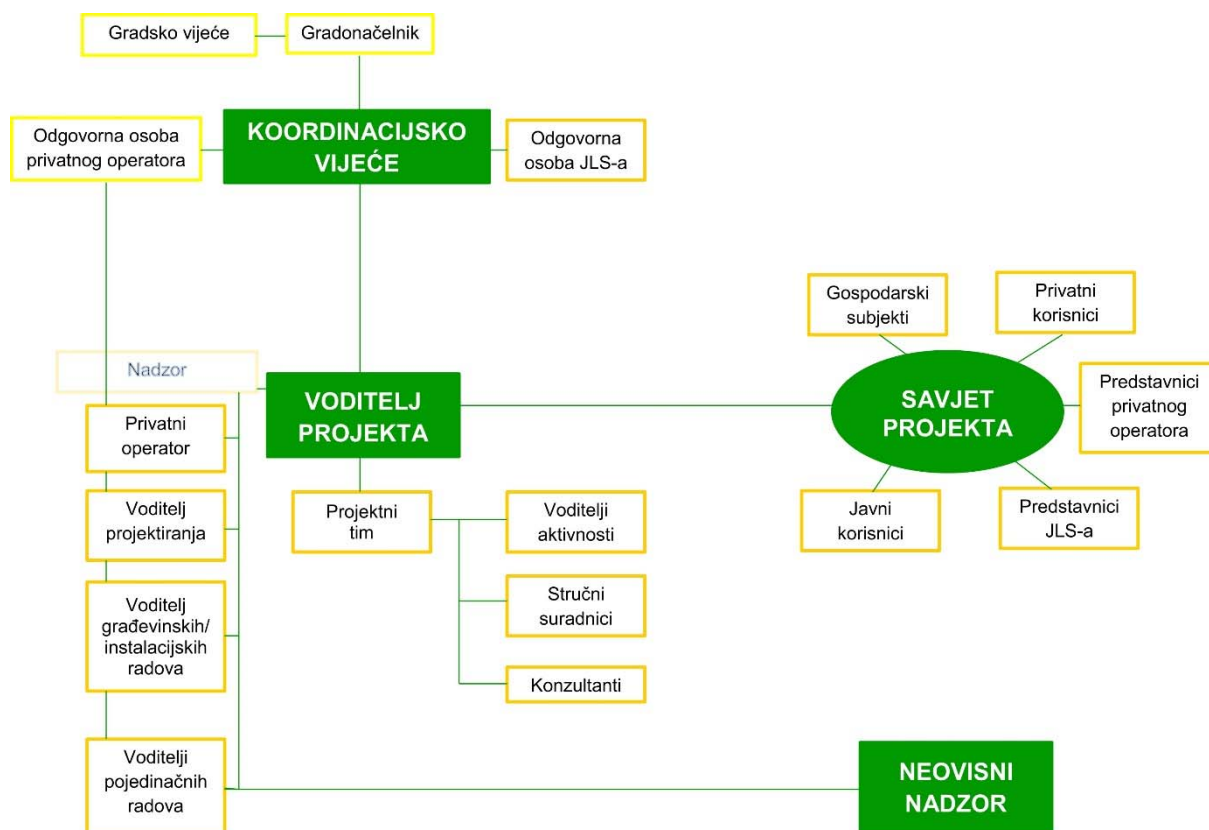 Gradsko vijeće
Gradonačelnik
Odgovorna osoba
privatnog operatora
KOORDINACIJSKO
VIJEĆE
Odgovorna
osoba JLS-a
Gospodarski
subjekti
Privatni
korisnici
Nadzor
VODITELJ
PROJEKTA
SAVJET
PROJEKTA
Predstavnici
privatnog
operatora
Privatni
operator
Voditelj
projektiranja
Projektni
tim
Voditelji
aktivnosti
Javni
korisnici
Predstavnici
JLS-a
Voditelj
građevinskih/
instalacijskih
radova
Stručni
suradnici
Konzultanti
Voditelji
pojedinačnih
radova
NEOVISNI
NADZOR